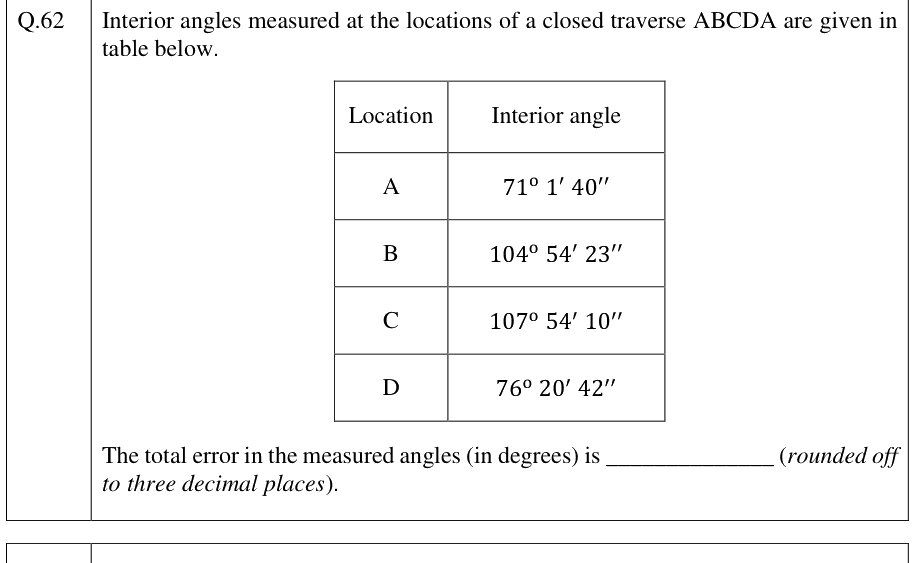 Q.62 Interior angles measured at the locations of a closed traverse ABCDA are given in
table below.
Location Interior angle
A 71° 1′ 40′′
B 104° 54′ 23′′
C 107° 54′ 10′′
D 76° 20′ 42′′
The total error in the measured angles (in degrees) is ______________ (rounded off
to three decimal places).